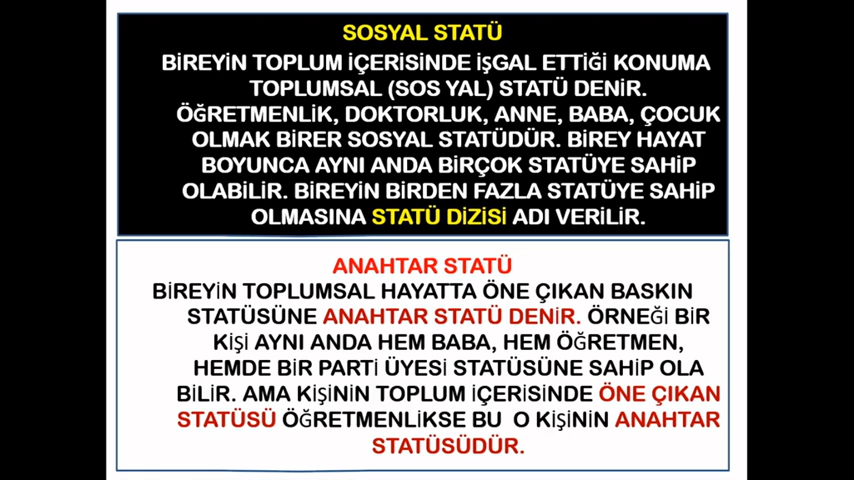 SOSYAL STATÜ
BİREYİN TOPLUM İÇERİSİNDE İŞGAL ETTİĞİ KONUMA
TOPLUMSAL (SOS YAL) STATÜ DENİR.
ÖĞRETMENLİK, DOKTORLUK, ANNE, BABA, ÇOCUK
OLMAK BİRER SOSYAL STATÜDÜR. BİREY HAYAT
BOYUNCA AYNI ANDA BİRÇOK STATÜYE SAHİP
OLABİLİR. BİREYİN BİRDEN FAZLA STATÜYE SAHİP
OLMASINA STATÜ DİZİSİ ADI VERİLİR.
ANAHTAR STATÜ
BİREYİN TOPLUMSAL HAYATTA ÖNE ÇIKAN BASKIN
STATÜSÜNE ANAHTAR STATÜ DENİR. ÖRNEĞİ BİR
KİŞİ AYNI ANDA HEM BABA, HEM ÖĞRETMEN,
HEMDE BİR PARTİ ÜYESİ STATÜSÜNE SAHİP OLA
BİLİR. AMA KİŞİNİN TOPLUM İÇERİSİNDE ÖNE ÇIKAN
STATÜSÜ ÖĞRETMENLİKSE BU O KİŞİNİN ANAHTAR
STATÜSÜDÜR.